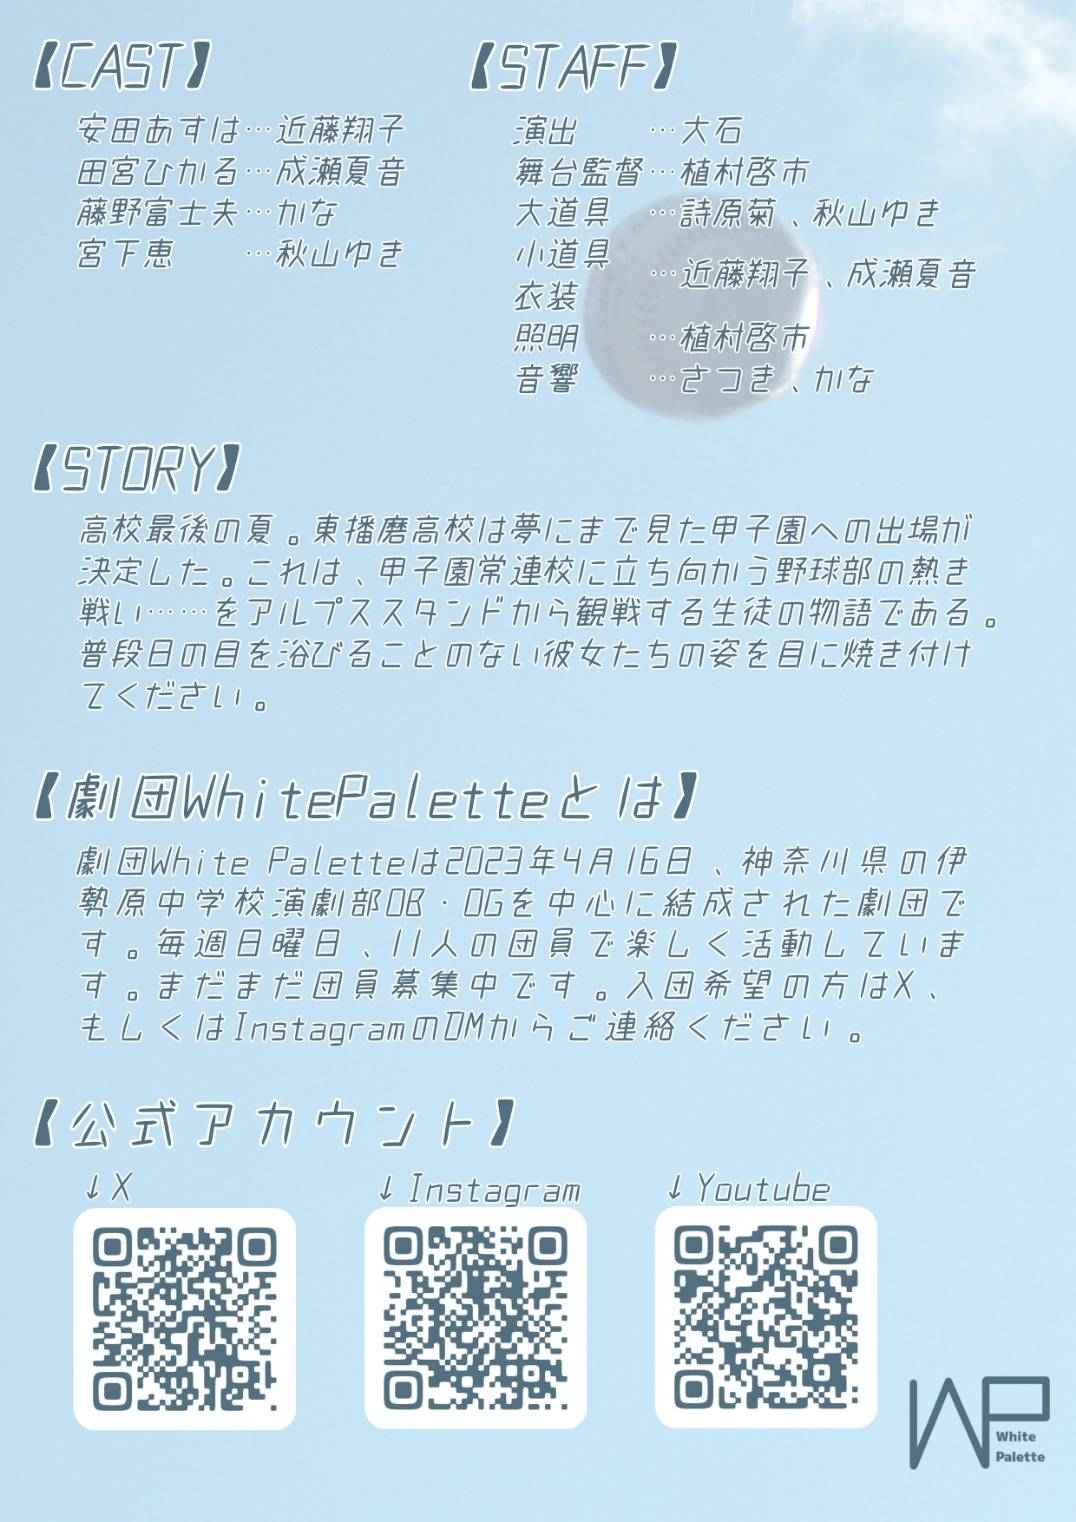 【CAST】
安田あすは…近藤翔子
田宮ひかる…成瀬夏音
藤野富士夫…かな
宮下恵 …秋山ゆき
【STAFF】
演出 …大石
舞台監督…植村啓市
大道具 …詩原菊、秋山ゆき
小道具
衣装 …近藤翔子、成瀬夏音
照明 …植村啓市
音響 …さつき、かな
【STORY】
高校最後の夏。東播磨高校は夢にまで見た甲子園への出場が
決定した。これは、甲子園常連校に立ち向かう野球部の熱き
戦い……をアルプススタンドから観戦する生徒の物語である。
普段日の目を浴びることのない彼女たちの姿を目に焼き付け
てください。
【劇団WhitePaletteとは】
劇団White Paletteは2023年4月16日、神奈川県の伊
勢原中学校演劇部OB・OGを中心に結成された劇団で
す。毎週日曜日、11人の団員で楽しく活動していま
す。まだまだ団員募集中です。入団希望の方はX、
もしくはInstagramのDMからご連絡ください。
【公式アカウント】
↓X
↓Instagram
↓Youtube
WP
White
Palette